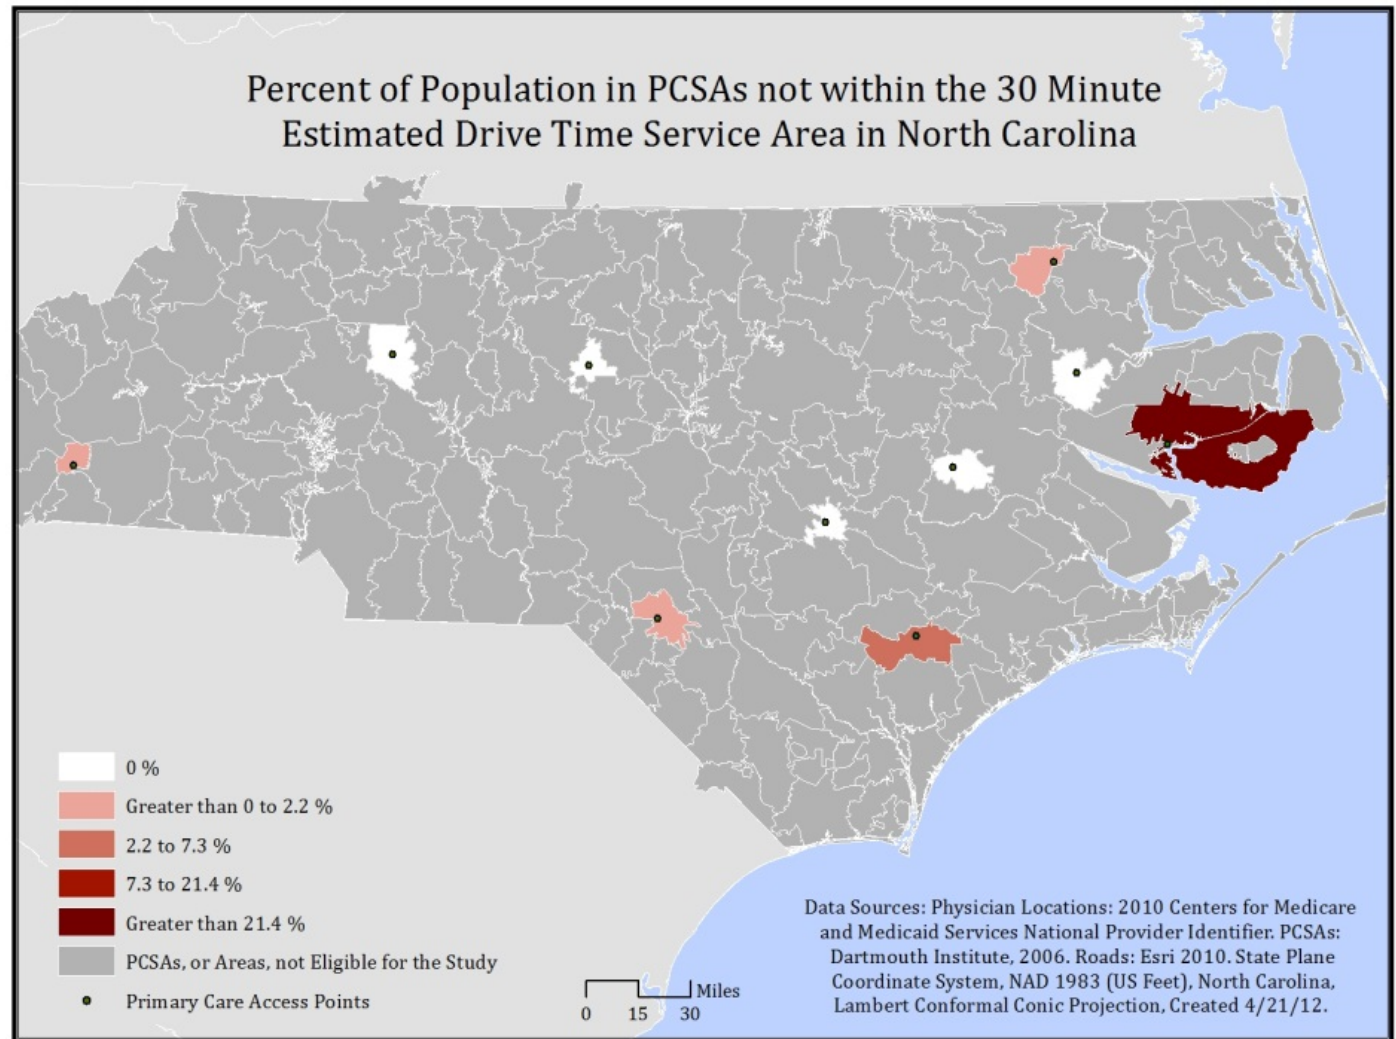 Percent of Population in PCSAs not within the 30 Minute
Estimated Drive Time Service Area in North Carolina
0 %
Greater than 0 to 2.2 %
2.2 to 7.3 %
7.3 to 21.4 %
Greater than 21.4 %
PCSAs, or Areas, not Eligible for the Study
Primary Care Access Points
Miles
0 15 30
Data Sources: Physician Locations: 2010 Centers for Medicare
and Medicaid Services National Provider Identifier. PCSAs:
Dartmouth Institute, 2006. Roads: Esri 2010. State Plane
Coordinate System, NAD 1983 (US Feet), North Carolina,
Lambert Conformal Conic Projection, Created 4/21/12.